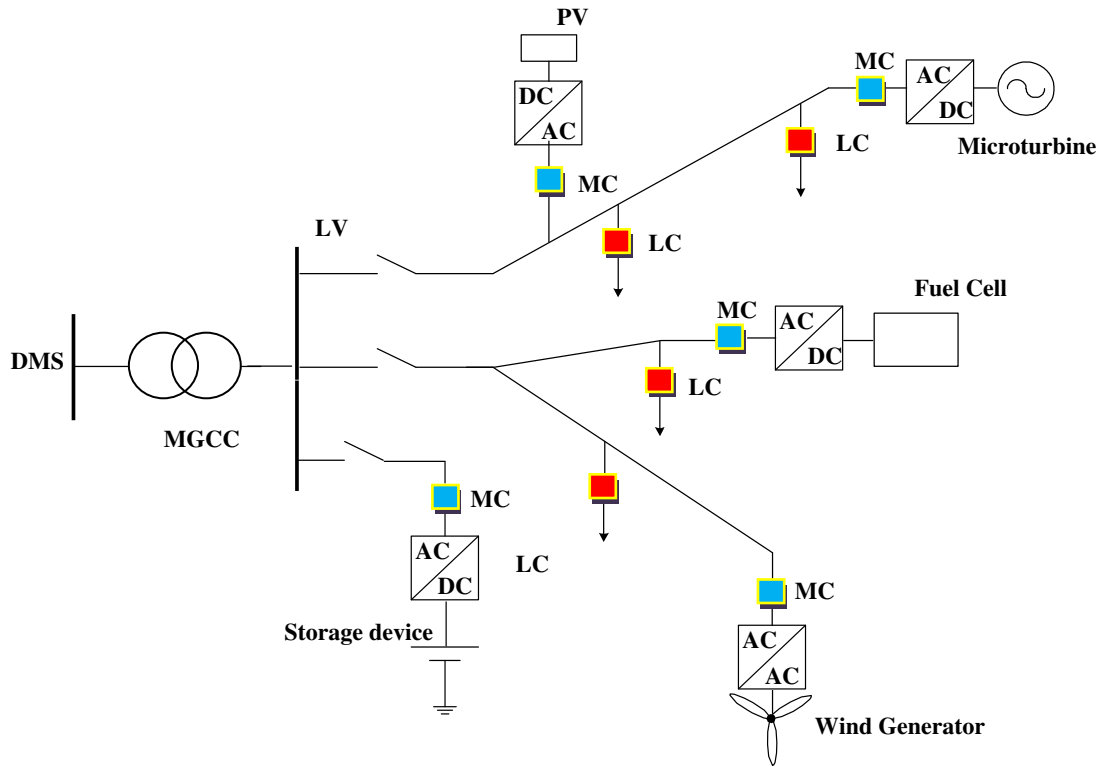 PV
MC
AC
DC
DC
AC
LC
Microturbine
MC
LV
LC
Fuel Cell
MC
AC
DC
DMS
LC
MGCC
MC
AC
DC
LC
MC
Storage device
AC
AC
Wind Generator